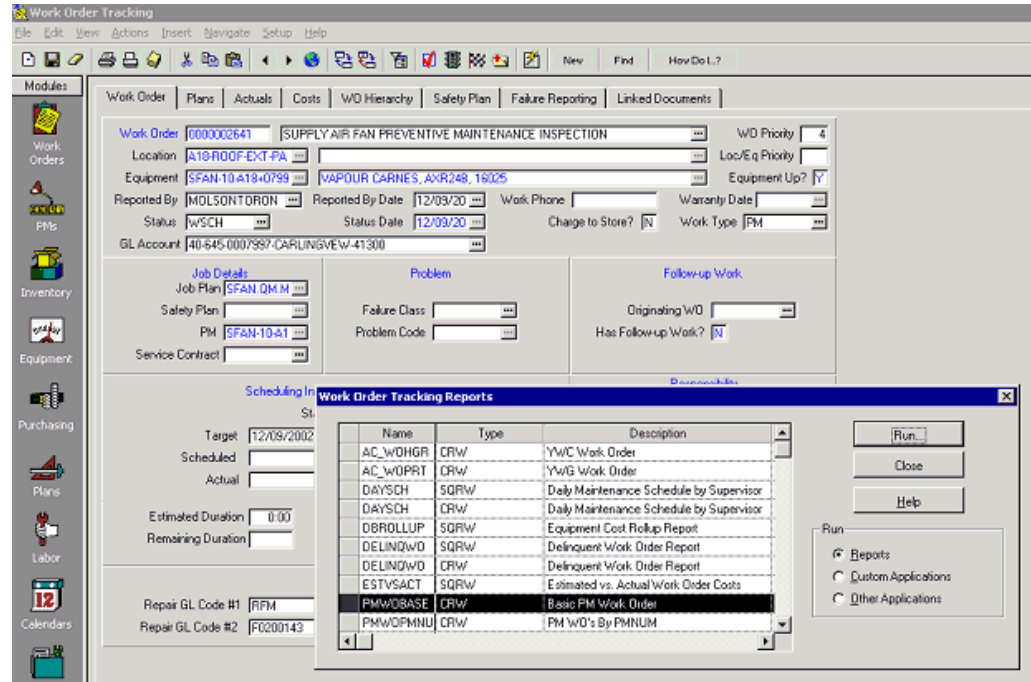 Work Order Tracking
File Edit View Actions Insert Navigate Setup Help
New Find How Do I..?
Modules
Work Orders
PMs
Inventory
Equipment
Purchasing
Plans
Labor
Calendars
Work Order Plans Actuals Costs WO Hierarchy Safety Plan Failure Reporting Linked Documents
Work Order 0000002641 SUPPLY AIR FAN PREVENTIVE MAINTENANCE INSPECTION ... WO Priority 4
Location A18-ROOF-EXT-PA ... ... Loc/Eq Priority
Equipment SFAN-10-A18-0799 ... VAPOUR CARNES, AXR24B, 16025 ... Equipment Up? Y
Reported By MOLSONTORON ... Reported By Date 12/09/20 ... Work Phone Warranty Date ...
Status WSCH ... Status Date 12/09/20 ... Charge to Store? N Work Type PM ...
GL Account 40-645-0007997-CARLINGVEW-41300 ...
Job Details Problem Follow-up Work
Job Plan SFAN.QM.M ...
Safety Plan ... Failure Class ... Originating WO ...
PM SFAN-10-A1 ... Problem Code ... Has Follow-up Work? N
Service Contract ...
Scheduling In
Responsibility
St
Target 12/09/2002
Scheduled
Actual
Estimated Duration 0:00
Remaining Duration
Repair GL Code #1 RFM
Repair GL Code #2 F0200143
Work Order Tracking Reports
Name Type Description
AC_WOHGR CRW YWC Work Order
AC_WOPRT CRW YWG Work Order
DAYSCH SQRW Daily Maintenance Schedule by Supervisor
DAYSCH SQRW Daily Maintenance Schedule by Supervisor
DBROLLUP SQRW Equipment Cost Rollup Report
DELINQWO SQRW Delinquent Work Order Report
DELINQWO CRW Delinquent Work Order Report
ESTVSACT SQRW Estimated vs. Actual Work Order Costs
PMWOBASE CRW Basic PM Work Order
PMWOPMNU CRW PM WO's By PMNUM
Run...
Close
Help
Run
Reports
Custom Applications
Other Applications